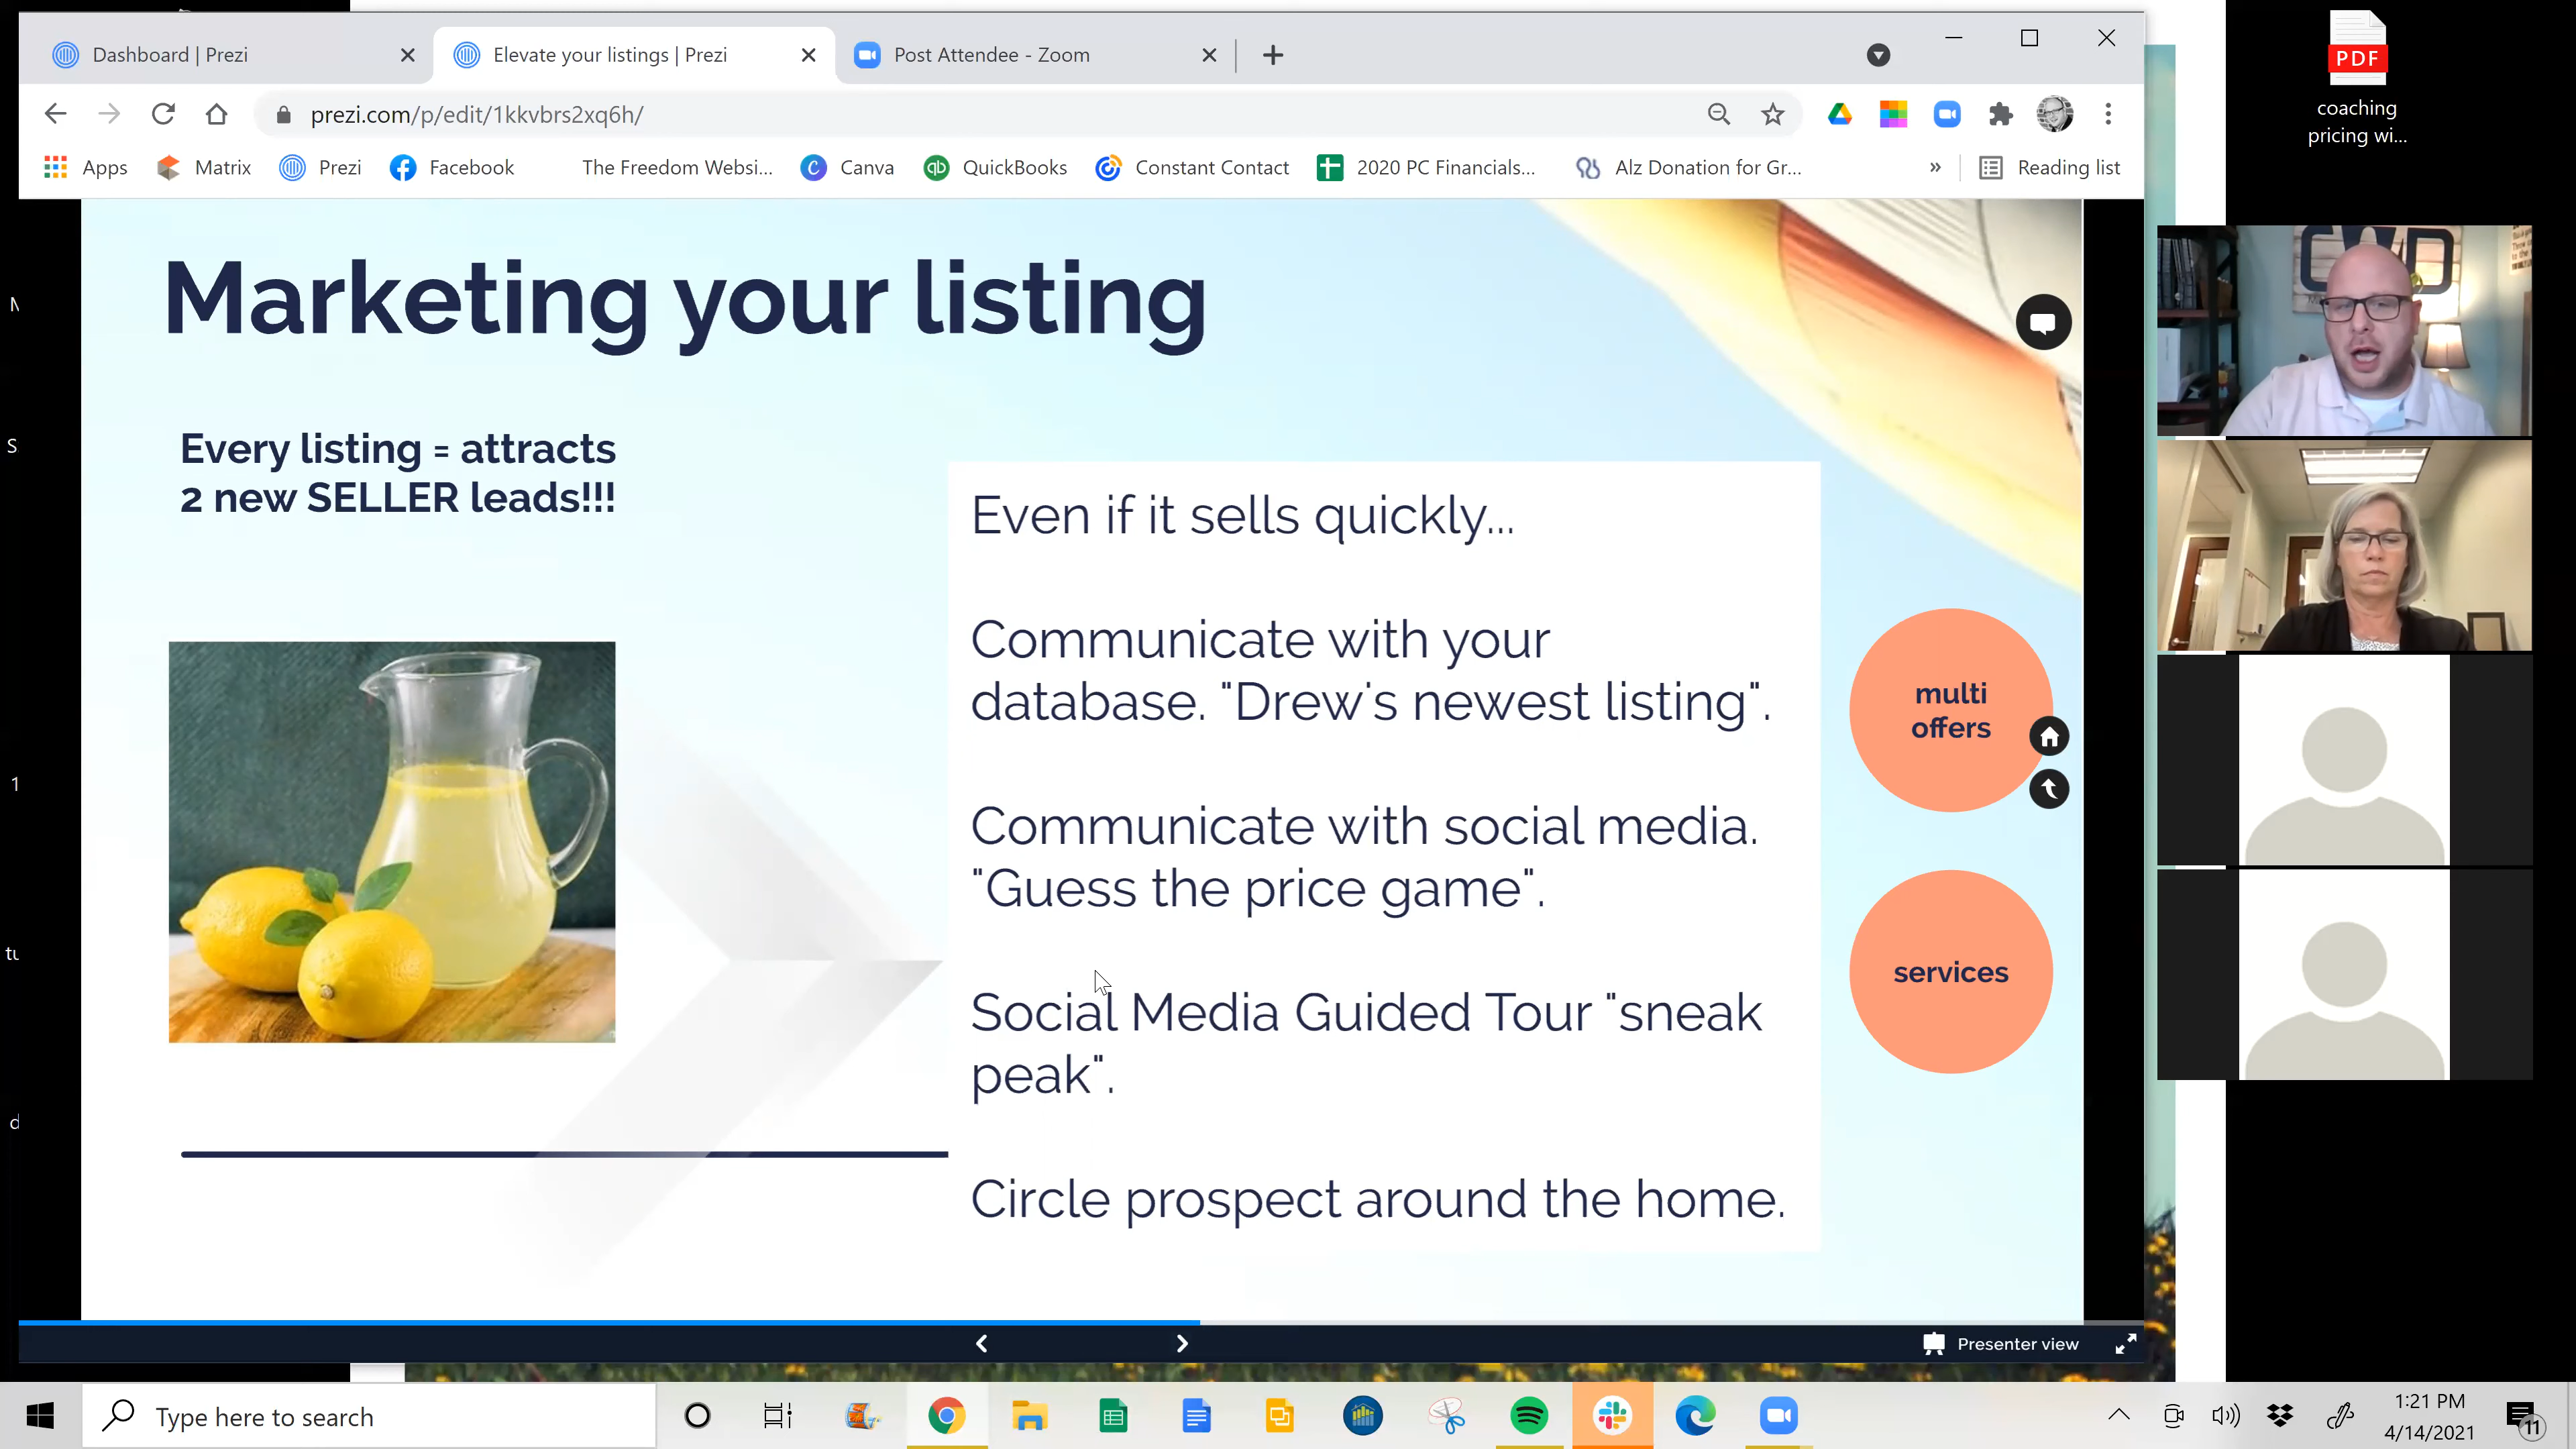 Dashboard | Prezi
Elevate your listings | Prezi
Post Attendee - Zoom
prezi.com/p/edit/1kkvbrs2xq6h/
Apps
Matrix
Prezi
Facebook
The Freedom Websi...
Canva
QuickBooks
Constant Contact
2020 PC Financials...
Alz Donation for Gr...
»
Reading list
PDF
coaching
pricing wi...
Marketing your listing
Every listing = attracts
2 new SELLER leads!!!
Even if it sells quickly...
Communicate with your
database. "Drew's newest listing".
Communicate with social media.
"Guess the price game".
Social Media Guided Tour "sneak
peak".
Circle prospect around the home.
multi
offers
services
Presenter view
Type here to search
1:21 PM
4/14/2021
11